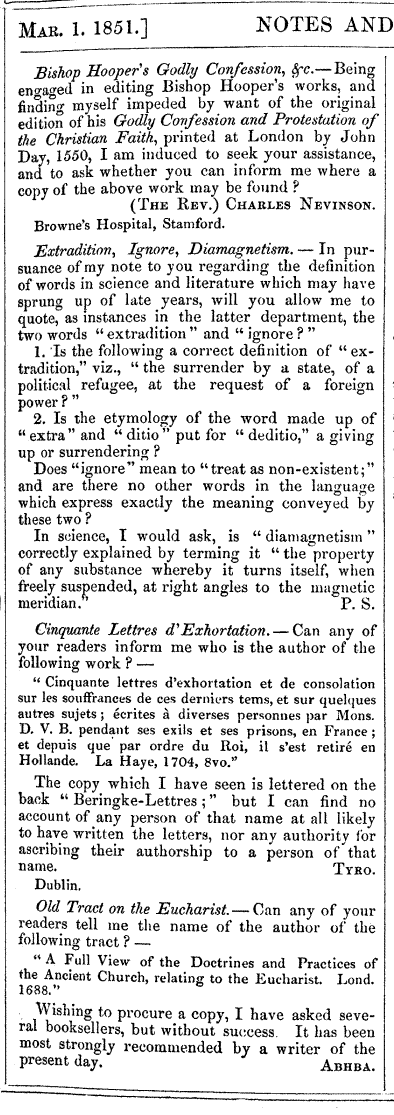 MAR. 1. 1851.] NOTES AND
Bishop Hooper's Godly Confession, &c.—Being
engaged in editing Bishop Hooper's works, and
finding myself impeded by want of the original
edition of his Godly Confession and Protestation of
the Christian Faith, printed at London by John
Day, 1550, I am induced to seek your assistance,
and to ask whether you can inform me where a
copy of the above work may be found?
(THE REV.) CHARLES NEVINSON.
Browne's Hospital, Stamford.
Extradition, Ignore, Diamagnetism.—In pur-
suance of my note to you regarding the definition
of words in science and literature which may have
sprung up of late years, will you allow me to
quote, as instances in the latter department, the
two words "extradition" and "ignore?"
1. Is the following a correct definition of "ex-
tradition," viz., "the surrender by a state, of a
political refugee, at the request of a foreign
power?"
2. Is the etymology of the word made up of
"extra" and "ditio" put for "deditio," a giving
up or surrendering?
Does "ignore" mean to "treat as non-existent;"
and are there no other words in the language
which express exactly the meaning conveyed by
these two?
In science, I would ask, is "diamagnetism"
correctly explained by terming it "the property
of any substance whereby it turns itself, when
freely suspended, at right angles to the magnetic
meridian." P. S.
Cinquante Lettres d'Exhortation.—Can any of
your readers inform me who is the author of the
following work?—
"Cinquante lettres d'exhortation et de consolation
sur les souffrances de ces derniers tems, et sur quelques
autres sujets; écrites à diverses personnes par Mons.
D. V. B. pendant ses exils et ses prisons, en France;
et depuis que par ordre du Roi, il s'est retiré en
Hollande. La Haye, 1704, 8vo."
The copy which I have seen is lettered on the
back "Beringke-Lettres;" but I can find no
account of any person of that name at all likely
to have written the letters, nor any authority for
ascribing their authorship to a person of that
name. TYRO.
Dublin.
Old Tract on the Eucharist.—Can any of your
readers tell me the name of the author of the
following tract?—
"A Full View of the Doctrines and Practices of
the Ancient Church, relating to the Eucharist. Lond.
1688."
Wishing to procure a copy, I have asked seve-
ral booksellers, but without success. It has been
most strongly recommended by a writer of the
present day. ABHBA.